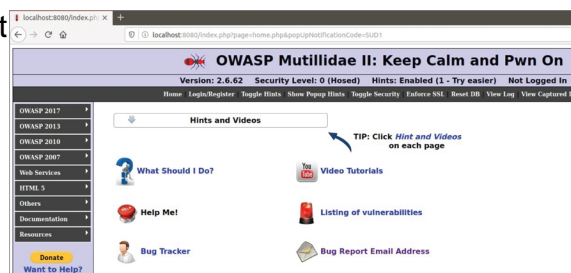 t
localhost:8080/index.ph
localhost:8080/index.php?page=home.php&popUpNotificationCode=SUD1
OWASP Mutillidae II: Keep Calm and Pwn On
Version: 2.6.62 Security Level: 0 (Hosed) Hints: Enabled (1 - Try easier) Not Logged In
Home Login/Register Toggle Hints Show Popup Hints Toggle Security Enforce SSL Reset DB View Log View Captured D
OWASP 2017
OWASP 2013
OWASP 2010
OWASP 2007
Web Services
HTML 5
Others
Documentation
Resources
Donate
Want to Help?
Hints and Videos
TIP: Click Hint and Videos
on each page
What Should I Do?
You Tube
Video Tutorials
Help Me!
Listing of vulnerabilities
Bug Tracker
Bug Report Email Address